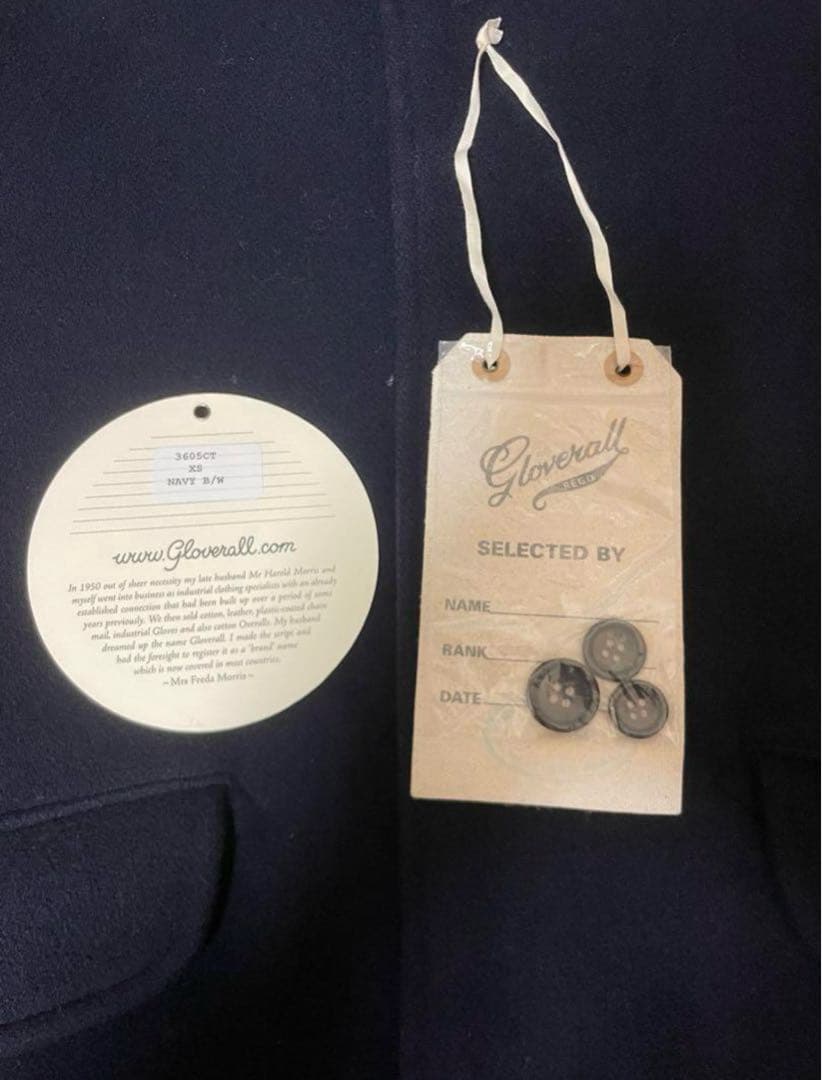 3605CT
XS
NAVY B/W
www.Gloverall.com
In 1950 out of sheer necessity my late husband Mr Harold Morris and
myself went into business as industrial clothing specialists with an already
established connection that had been built up over a period of some
years previously. We then sold cotton, leather, plastic-coated chain
mail, industrial Gloves and also cotton Overalls. My husband
dreamed up the name Gloverall. I made the script and
had the foresight to register it as a 'brand' name
which is now covered in most countries.
~Mrs Freda Morris~
Gloverall
REGD
SELECTED BY
NAME
RANK
DATE